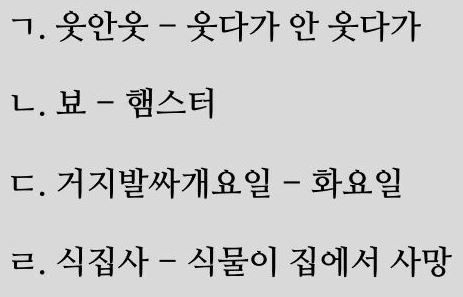 ㄱ. 웃안웃 - 웃다가 안 웃다가
ㄴ. 뵤 - 햄스터
ㄷ. 거지발싸개요일 - 화요일
ㄹ. 식집사 - 식물이 집에서 사망